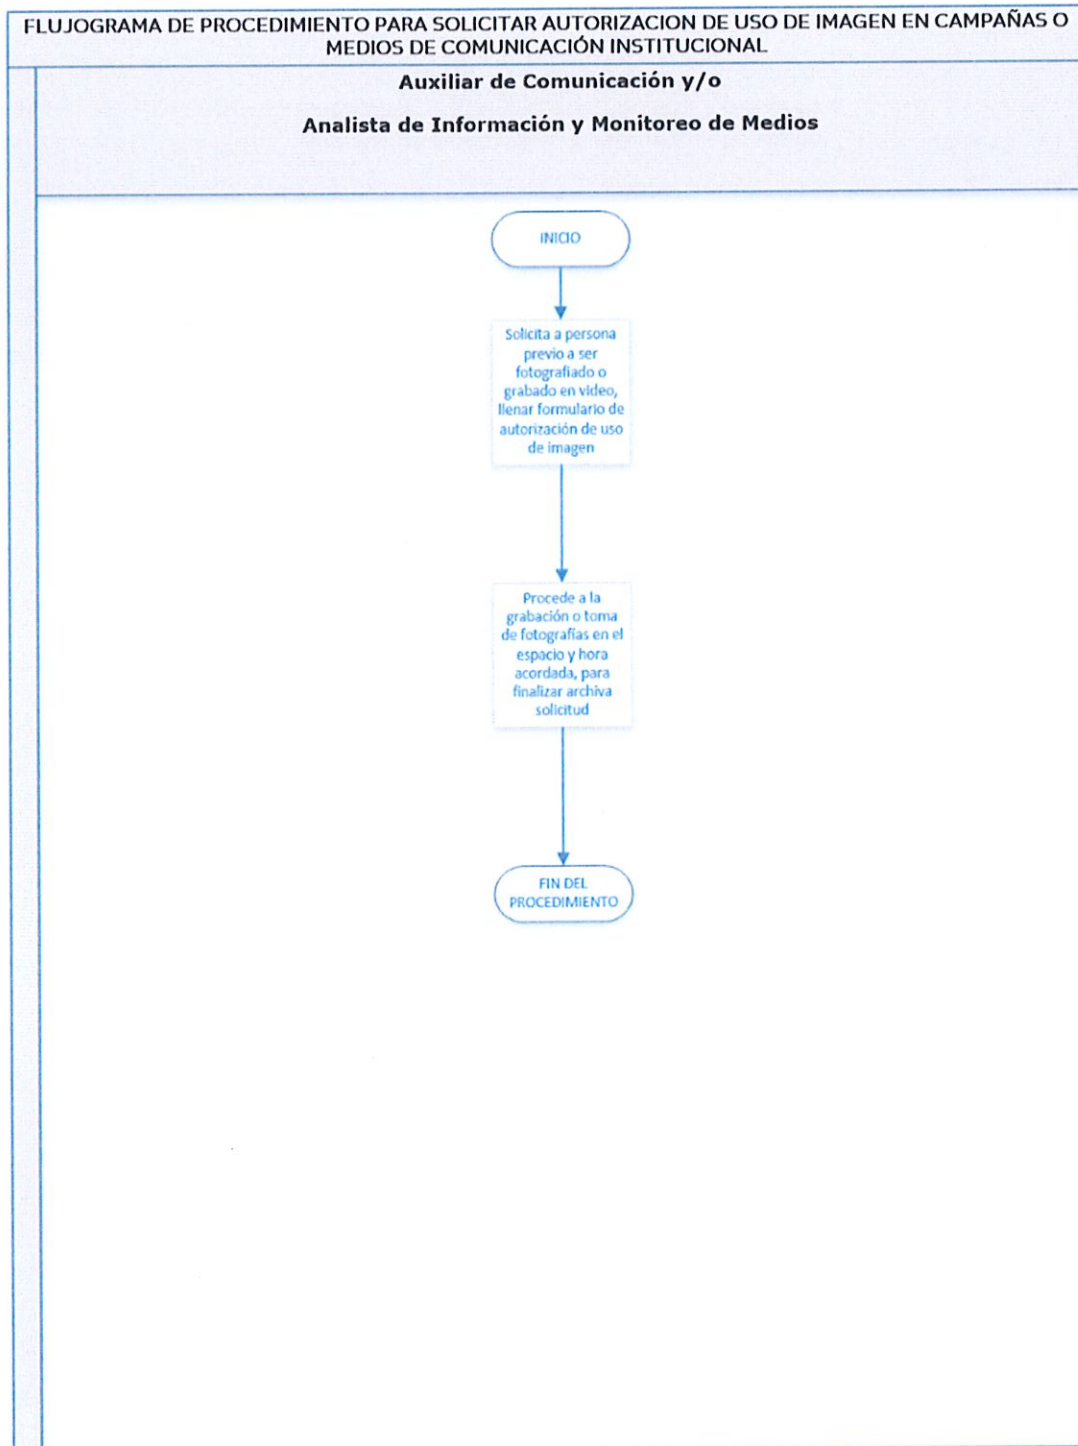 FLUJOGRAMA DE PROCEDIMIENTO PARA SOLICITAR AUTORIZACION DE USO DE IMAGEN EN CAMPAÑAS O
MEDIOS DE COMUNICACIÓN INSTITUCIONAL
Auxiliar de Comunicación y/o
Analista de Información y Monitoreo de Medios
INICIO
Solicita a persona
previo a ser
fotografiado o
grabado en video,
llenar formulario de
autorización de uso
de imagen
Procede a la
grabación o toma
de fotografías en el
espacio y hora
acordada, para
finalizar archiva
solicitud
FIN DEL
PROCEDIMIENTO